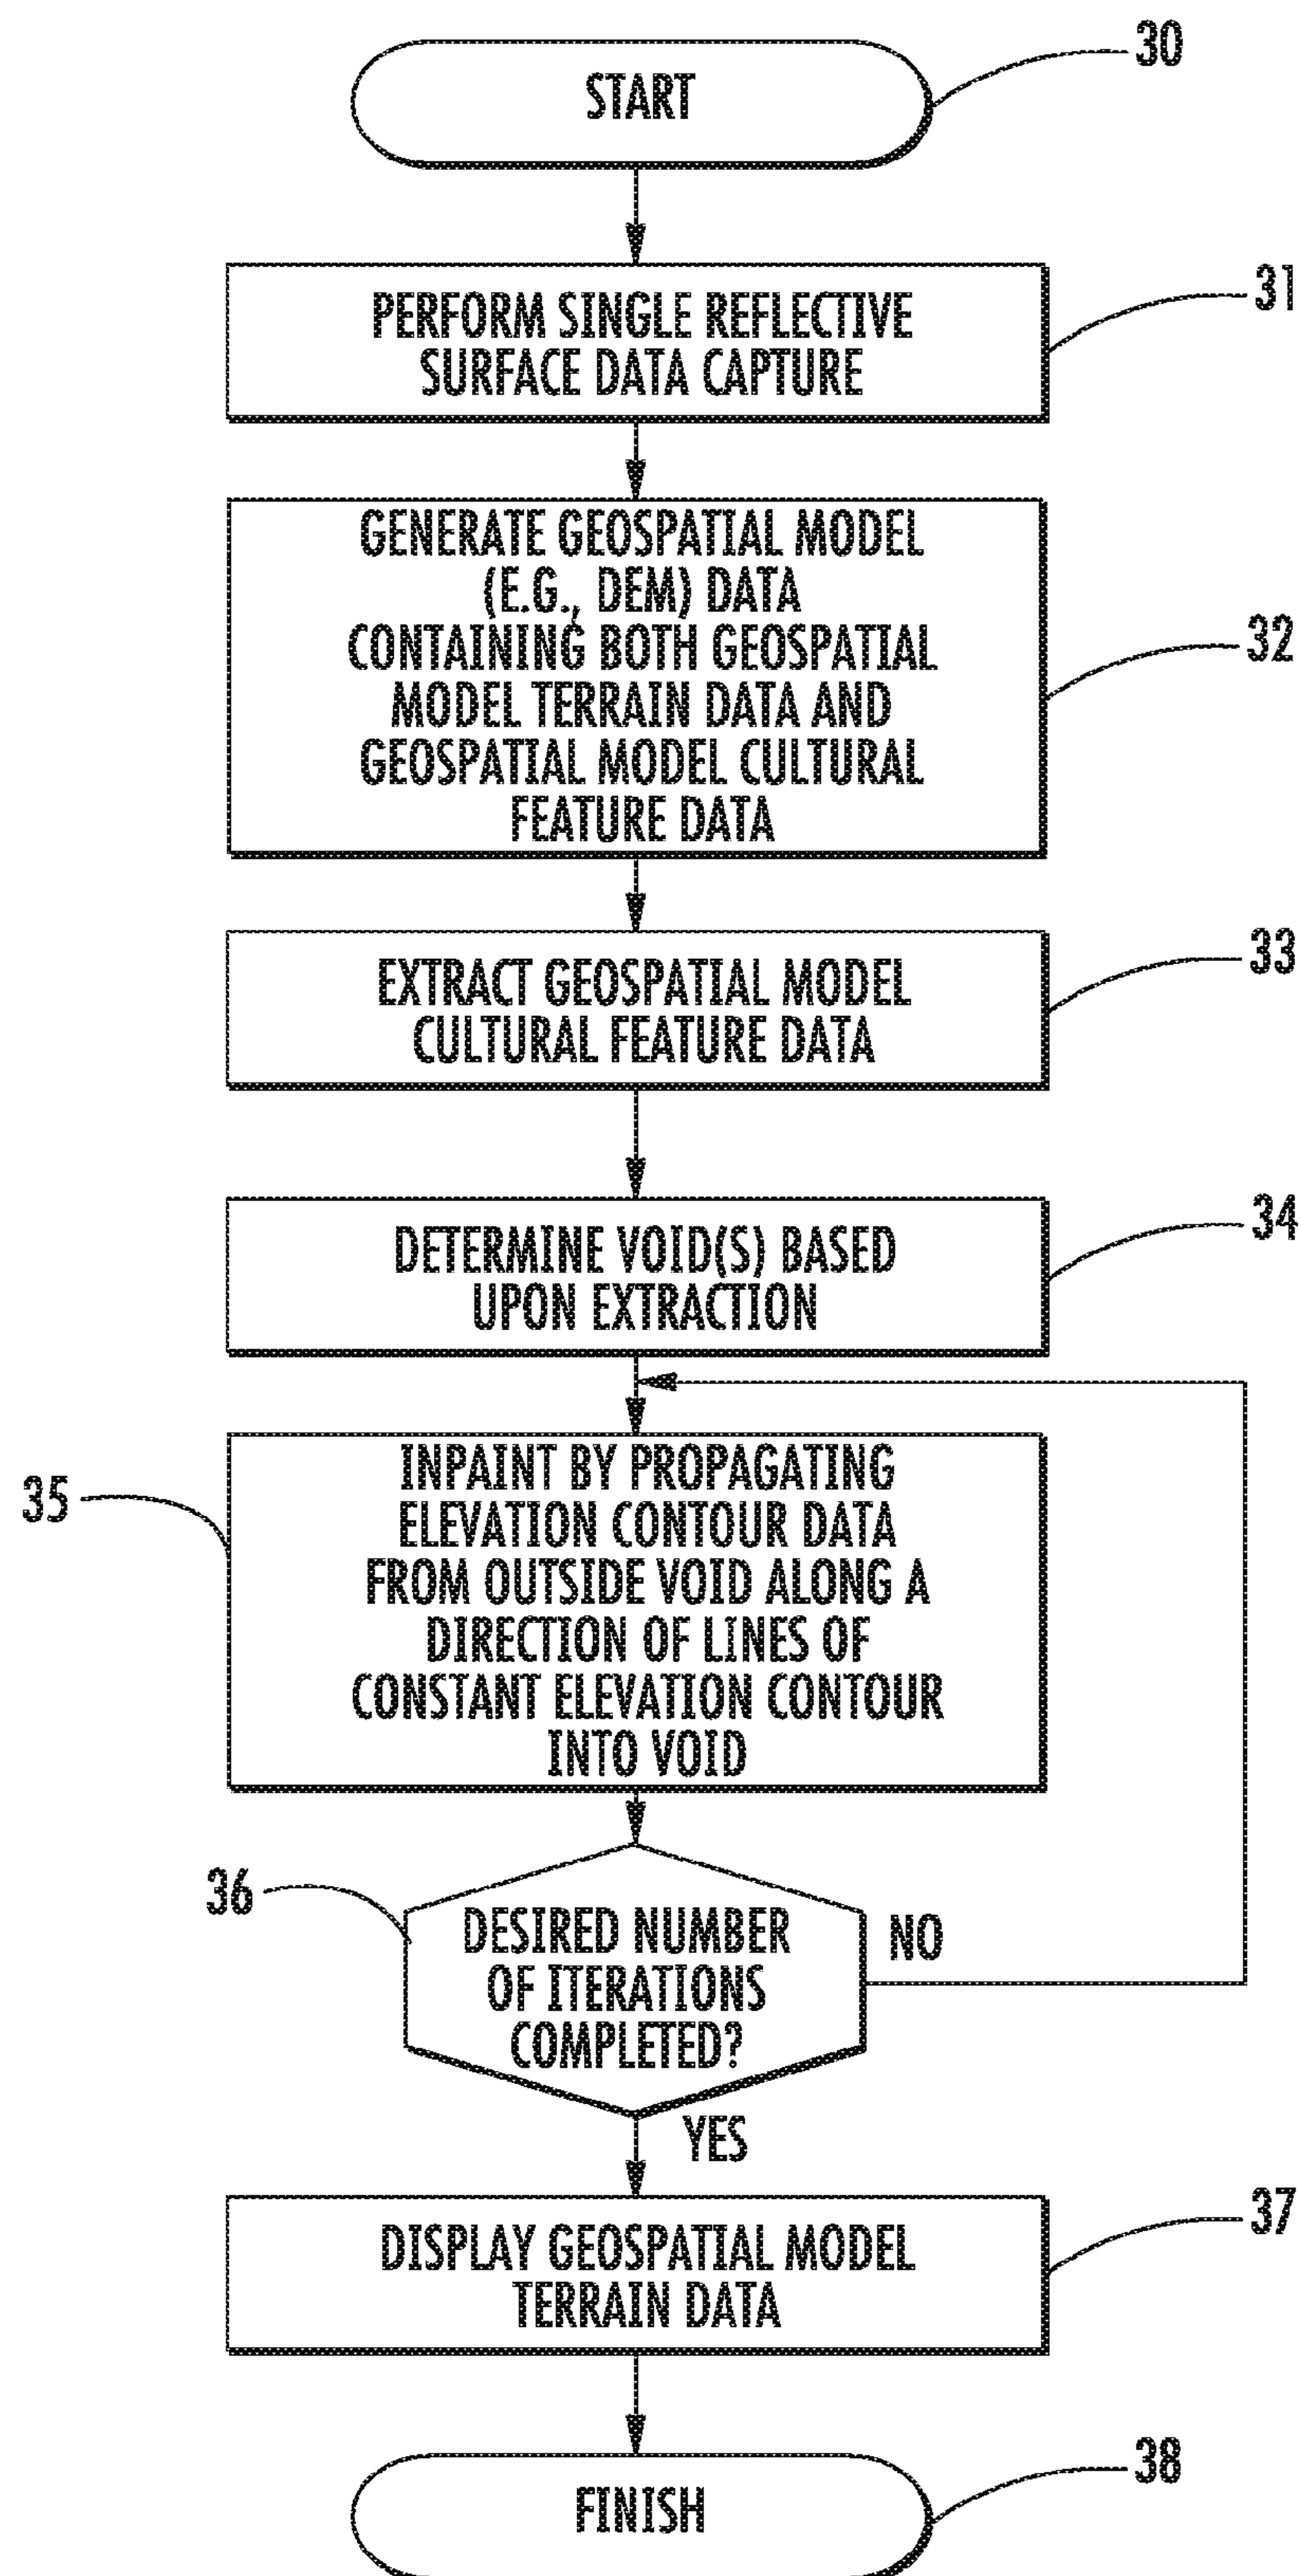 START
30
PERFORM SINGLE REFLECTIVE
SURFACE DATA CAPTURE
31
GENERATE GEOSPATIAL MODEL
(E.G., DEM) DATA
CONTAINING BOTH GEOSPATIAL
MODEL TERRAIN DATA AND
GEOSPATIAL MODEL CULTURAL
FEATURE DATA
32
EXTRACT GEOSPATIAL MODEL
CULTURAL FEATURE DATA
33
DETERMINE VOID(S) BASED
UPON EXTRACTION
34
35
INPAINT BY PROPAGATING
ELEVATION CONTOUR DATA
FROM OUTSIDE VOID ALONG A
DIRECTION OF LINES OF
CONSTANT ELEVATION CONTOUR
INTO VOID
36
DESIRED NUMBER
OF ITERATIONS
COMPLETED?
NO
YES
DISPLAY GEOSPATIAL MODEL
TERRAIN DATA
37
FINISH
38